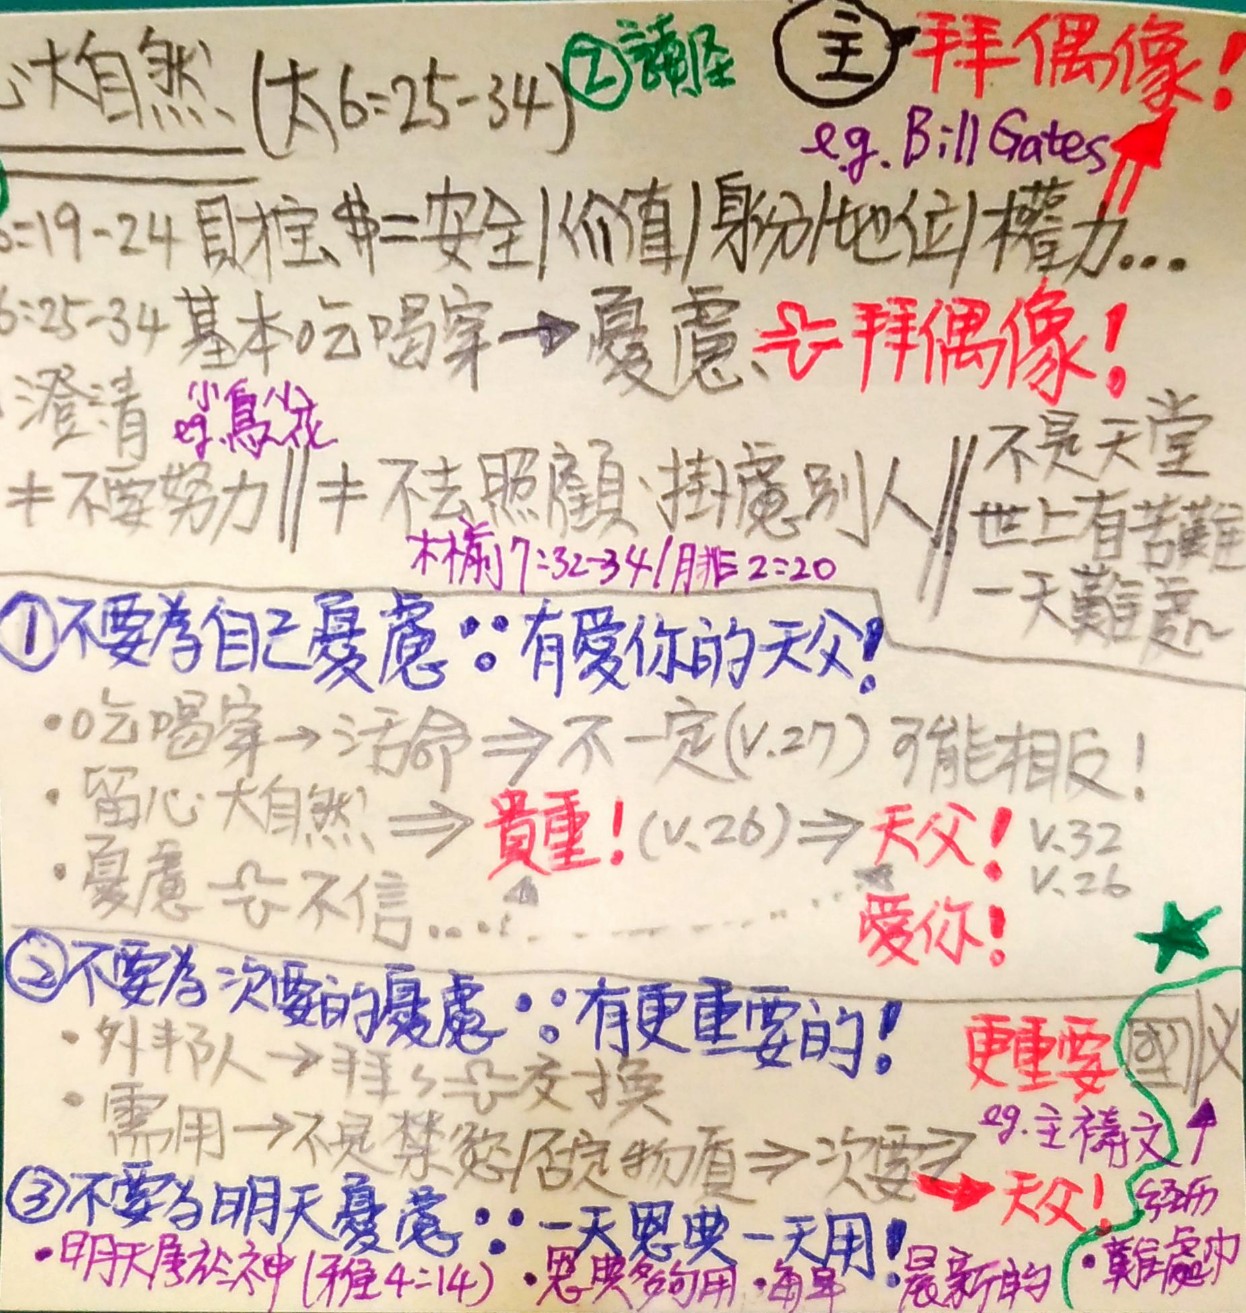 心大自然 (太6:25-34) ② 主 拜偶像!
e.g. Bill Gates
6:19-24 財宝、$=安全|价值|身分|地位|權力...
6:25-34 基本吃喝穿→憂慮、拜偶像!
澄清 eg. 小鳥小花
≠不要努力||≠不去照顧、掛慮別人
不是天堂
世上有苦難
一天難處
林前7:32-34/腓2:20
①不要為自己憂慮∵有愛你的天父!
•吃喝穿→活命⇒不一定(v.27)可能相反!
•留心大自然⇒貴重!(v.26)⇒天父! v.32
v.26
•憂慮 不信... 愛你!
②不要為次要的憂慮∵有更重要的!
•外邦人→拜 交換 更重要 國 义
•需用→不是禁慾/否定物質⇒次要→天父!
eg.主禱文
③不要為明天憂慮∵一天恩典一天用! 经历
•明天屬於神(雅4:14) •恩典夠用 •每早 最新的 •難處中